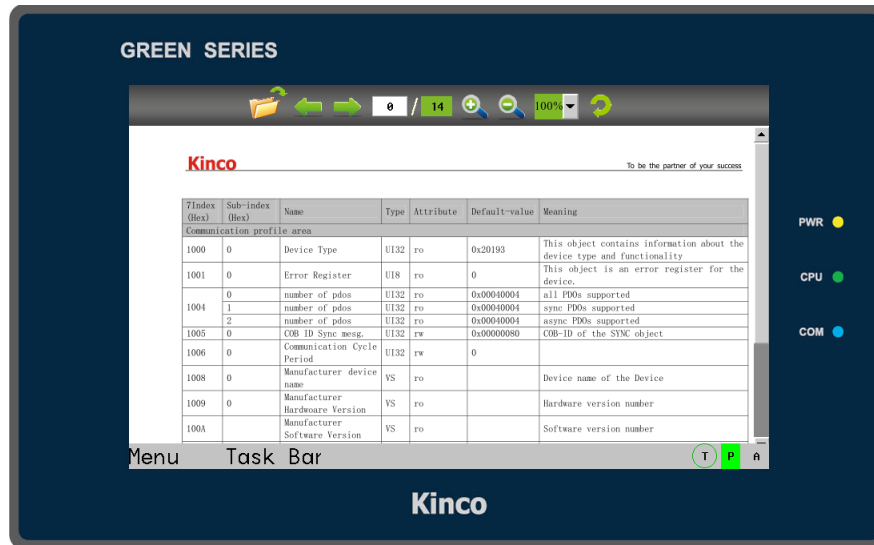 GREEN SERIES
0 / 14 100%
Kinco
To be the partner of your success
7Index (Hex) Sub-index (Hex) Name Type Attribute Default-value Meaning
Communication profile area
1000 0 Device Type UI32 ro 0x20193 This object contains information about the device type and functionality
1001 0 Error Register UI8 ro 0 This object is an error register for the device.
1004 0 number of pdos UI32 ro 0x00040004 all PDOs supported
1 number of pdos UI32 ro 0x00040004 sync PDOs supported
2 number of pdos UI32 ro 0x00040004 async PDOs supported
1005 0 COB ID Sync mesg. UI32 rw 0x00000080 COB-ID of the SYNC object
1006 0 Communication Cycle Period UI32 rw 0
1008 0 Manufacturer device name VS ro Device name of the Device
1009 0 Manufacturer Hardwoare Version VS ro Hardware version number
100A Manufacturer Software Version VS ro Software version number
PWR
CPU
COM
Menu Task Bar T P A
Kinco